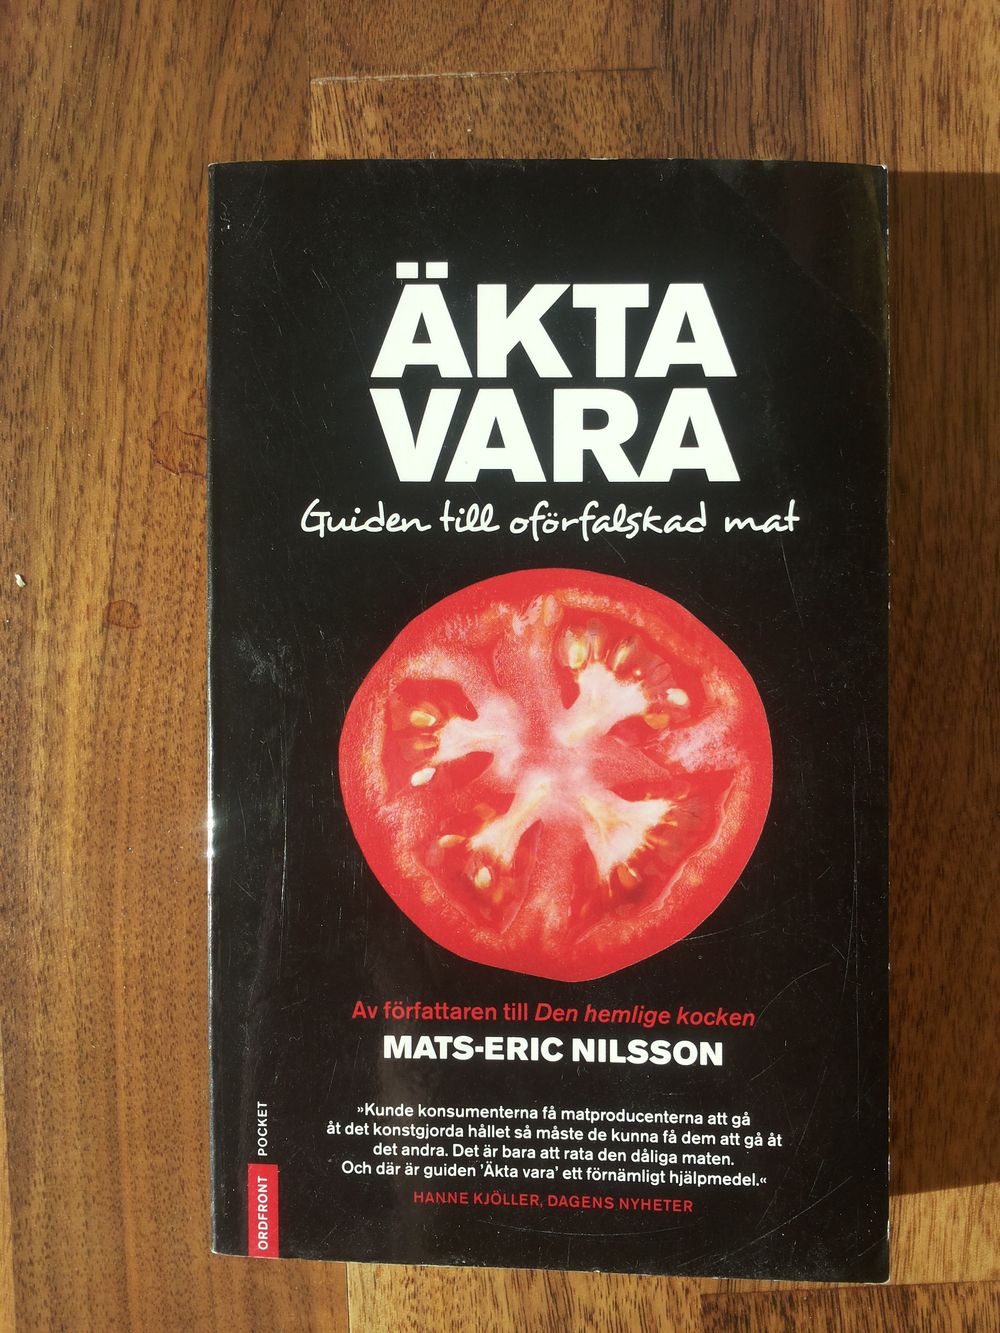 ÄKTA
VARA
Guiden till oförfalskad mat
Av författaren till Den hemlige kocken
MATS-ERIC NILSSON
»Kunde konsumenterna få matproducenterna att gå
åt det konstgjorda hållet så måste de kunna få dem att gå åt
det andra. Det är bara att rata den dåliga maten.
Och där är guiden 'Äkta vara' ett förnämligt hjälpmedel.«
HANNE KJÖLLER, DAGENS NYHETER
ORDFRONT POCKET